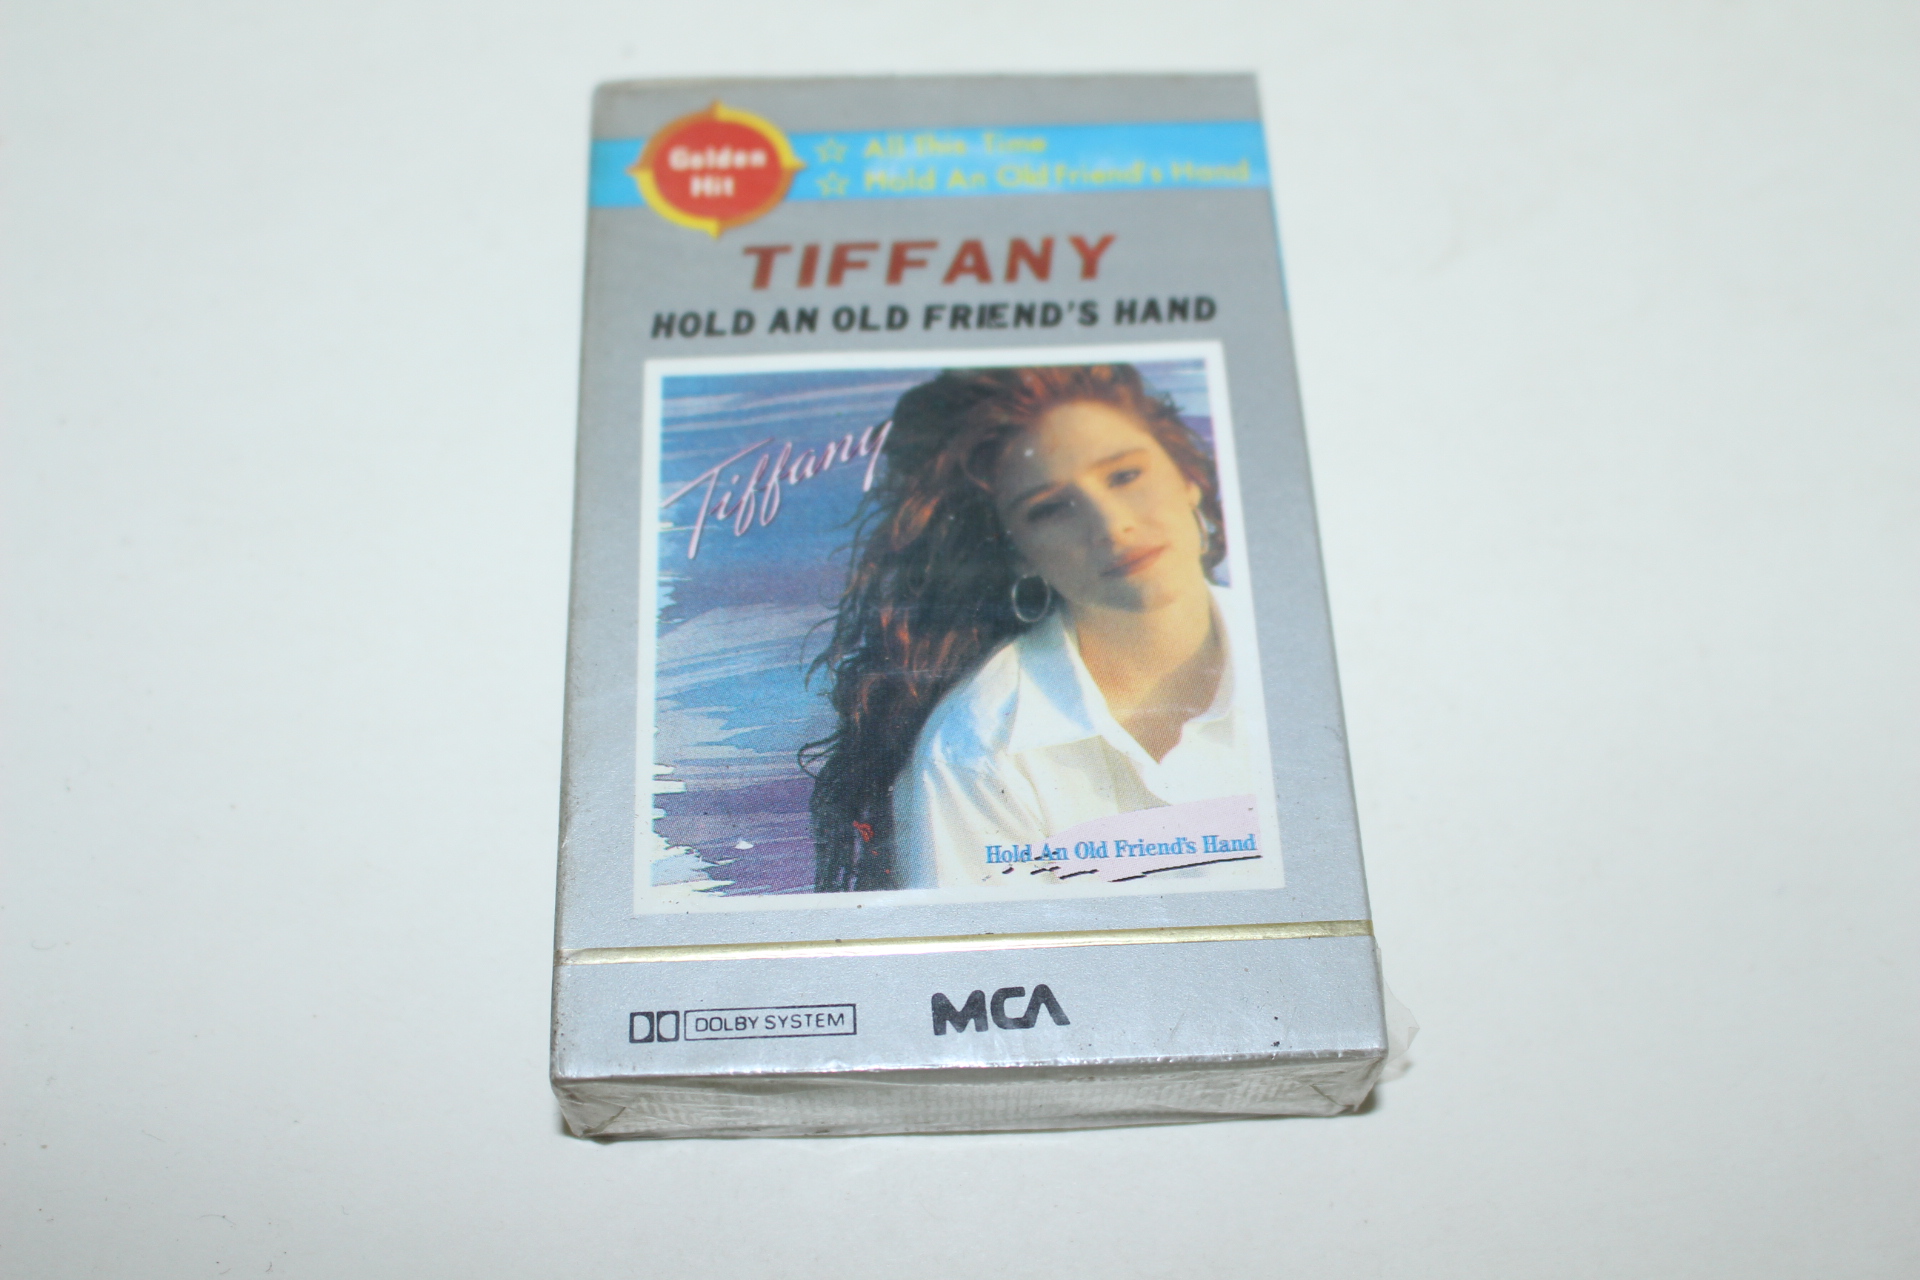 Golden
Hit
☆ All This Time
☆ Hold An Old Friend's Hand
TIFFANY
HOLD AN OLD FRIEND'S HAND
Tiffany
Hold An Old Friend's Hand
DOLBY SYSTEM
MCA